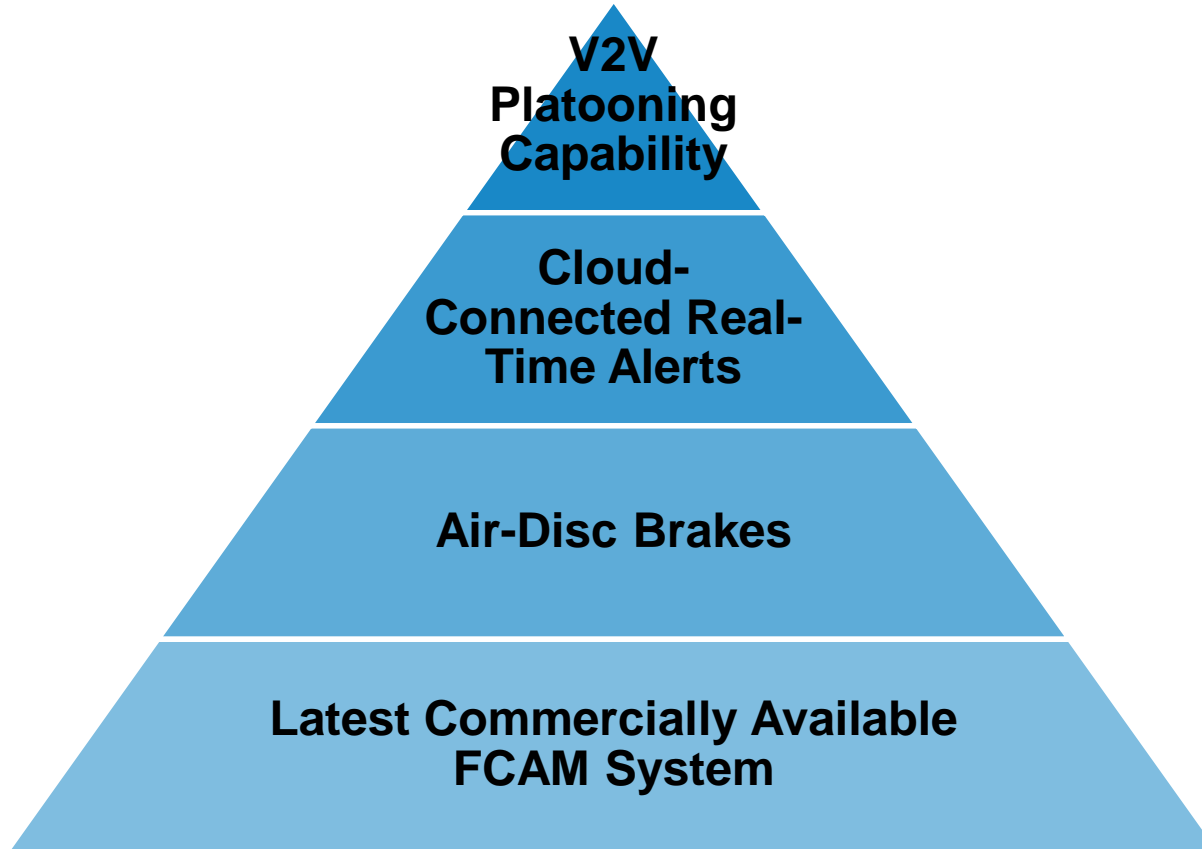 V2V
Platooning
Capability
Cloud-
Connected Real-
Time Alerts
Air-Disc Brakes
Latest Commercially Available
FCAM System